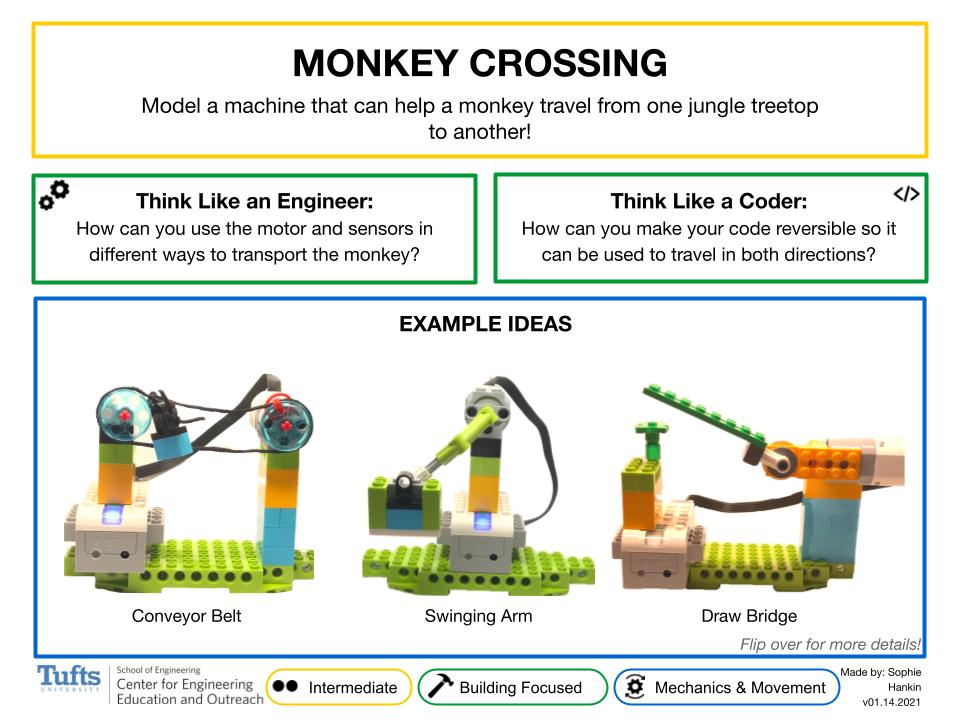 MONKEY CROSSING
Model a machine that can help a monkey travel from one jungle treetop
to another!
Think Like an Engineer:
How can you use the motor and sensors in
different ways to transport the monkey?
</>
Think Like a Coder:
How can you make your code reversible so it
can be used to travel in both directions?
EXAMPLE IDEAS
Conveyor Belt
Swinging Arm
Draw Bridge
Flip over for more details!
Tufts
UNIVERSITY
School of Engineering
Center for Engineering
Education and Outreach
Intermediate
Building Focused
Mechanics & Movement
Made by: Sophie
Hankin
v01.14.2021